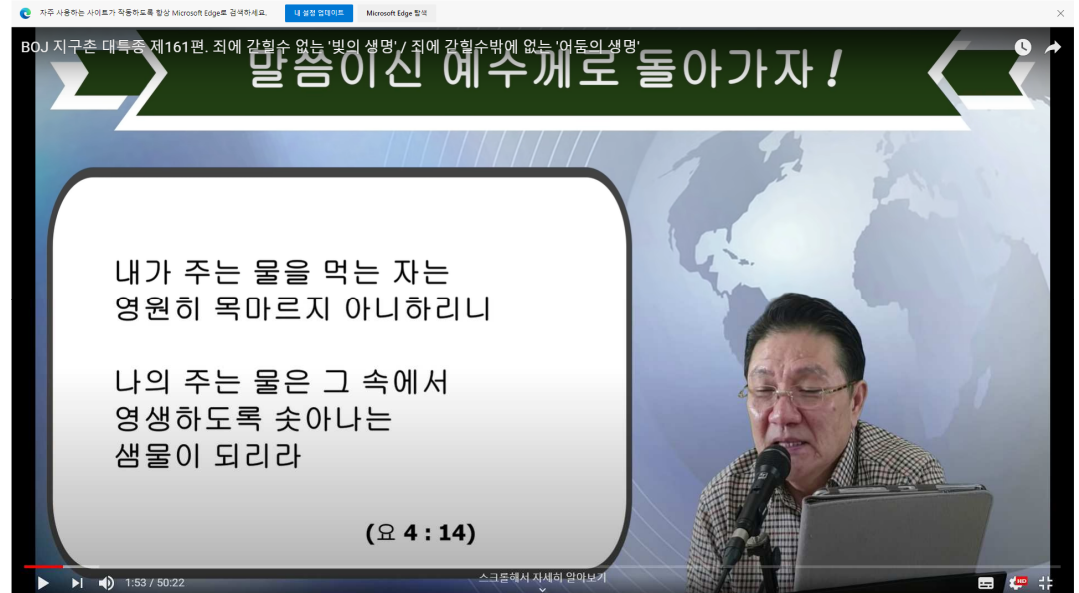 자주 사용하는 사이트가 작동하도록 항상 Microsoft Edge로 검색하세요. 내 설정 업데이트 Microsoft Edge 탐색
BOJ 지구촌 대특종 제161편. 죄에 갇힐수 없는 '빛의 생명' / 죄에 갇힐수밖에 없는 '어둠의 생명'
말씀이신 예수께로 돌아가자!
내가 주는 물을 먹는 자는
영원히 목마르지 아니하리니
나의 주는 물은 그 속에서
영생하도록 솟아나는
샘물이 되리라
(요 4 : 14)
스크롤해서 자세히 알아보기
1:53 / 50:22
HD